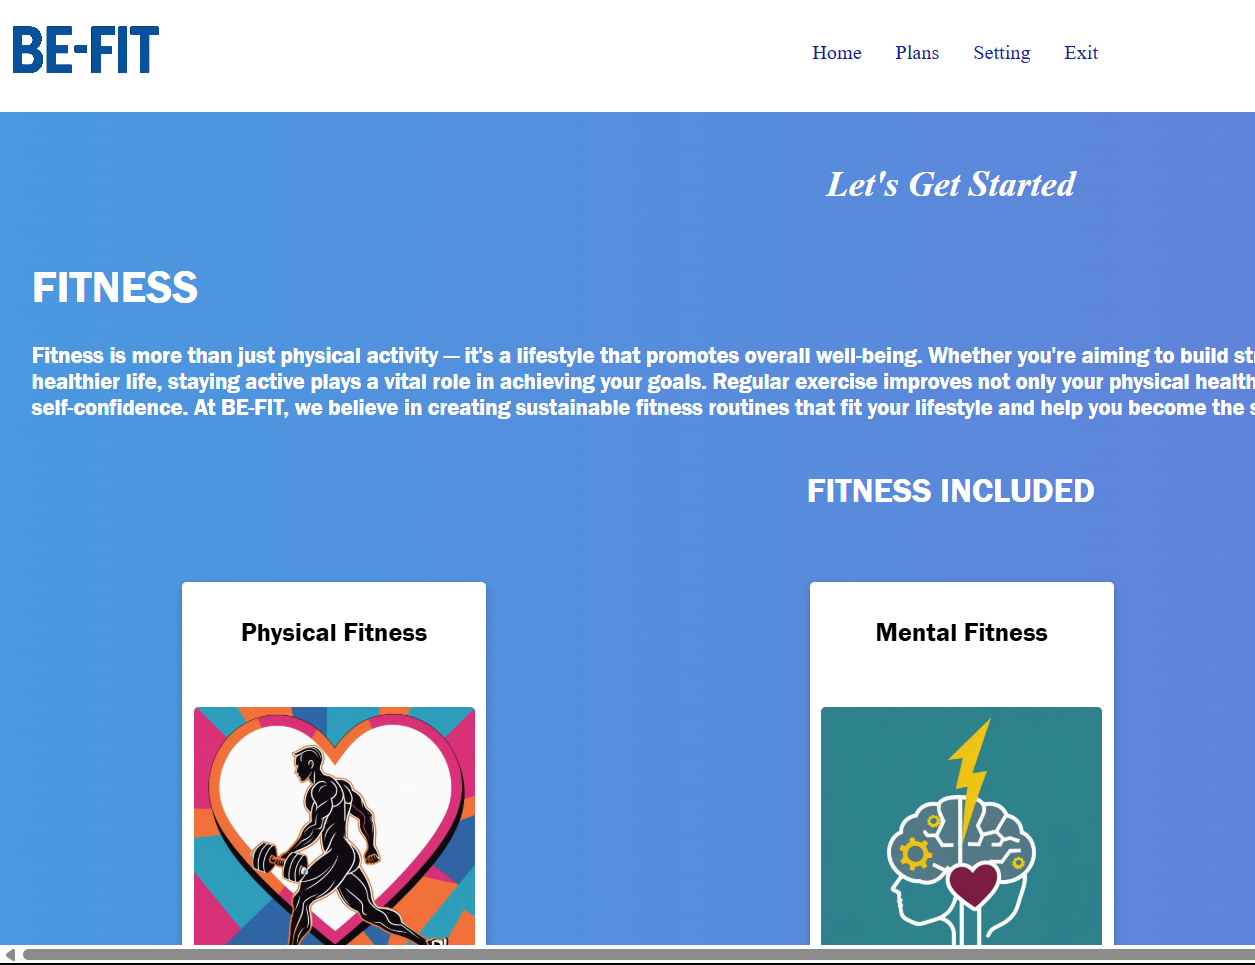 BE-FIT
Home Plans Setting Exit
Let's Get Started
FITNESS
Fitness is more than just physical activity — it's a lifestyle that promotes overall well-being. Whether you're aiming to build
healthier life, staying active plays a vital role in achieving your goals. Regular exercise improves not only your physical health
self-confidence. At BE-FIT, we believe in creating sustainable fitness routines that fit your lifestyle and help you become the
FITNESS INCLUDED
Physical Fitness
Mental Fitness